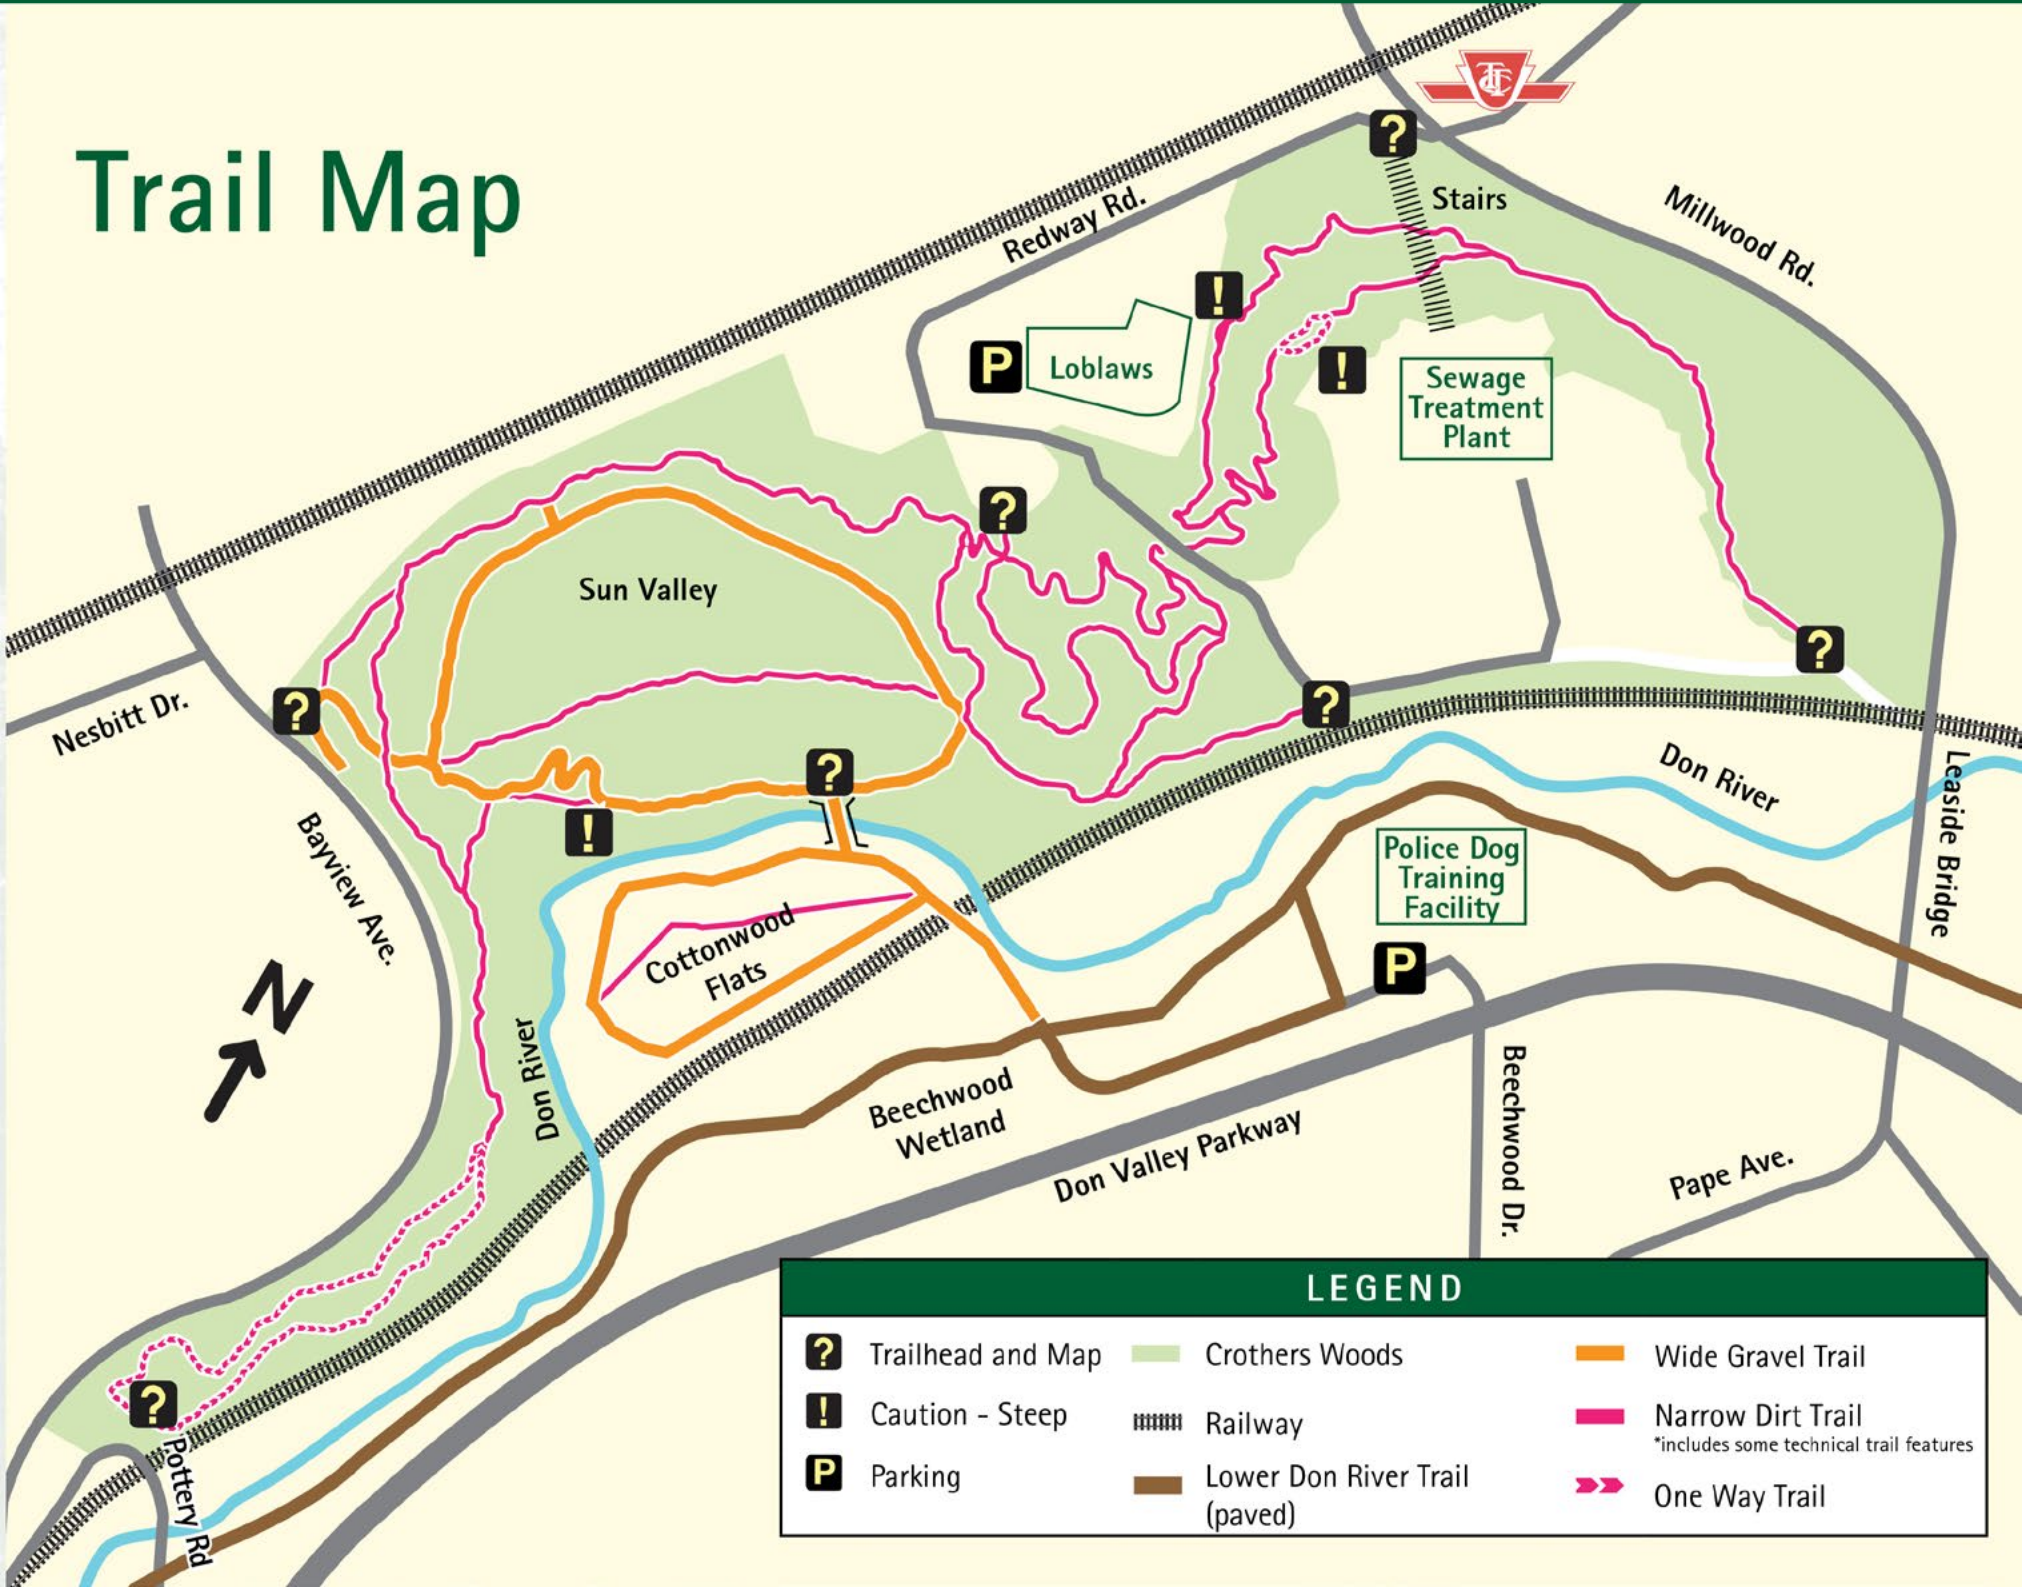 Trail Map
TTC
?
Stairs
Redway Rd.
Millwood Rd.
!
P
Loblaws
!
Sewage
Treatment
Plant
?
Sun Valley
?
?
Nesbitt Dr.
?
?
Don River
Leaside Bridge
!
Bayview Ave.
Police Dog
Training
Facility
P
Cottonwood
Flats
N
Don River
Beechwood
Wetland
Don Valley Parkway
Beechwood Dr.
Pape Ave.
?
Pottery Rd
LEGEND
? Trailhead and Map
! Caution - Steep
P Parking
Crothers Woods
Railway
Lower Don River Trail
(paved)
Wide Gravel Trail
Narrow Dirt Trail
*includes some technical trail features
One Way Trail